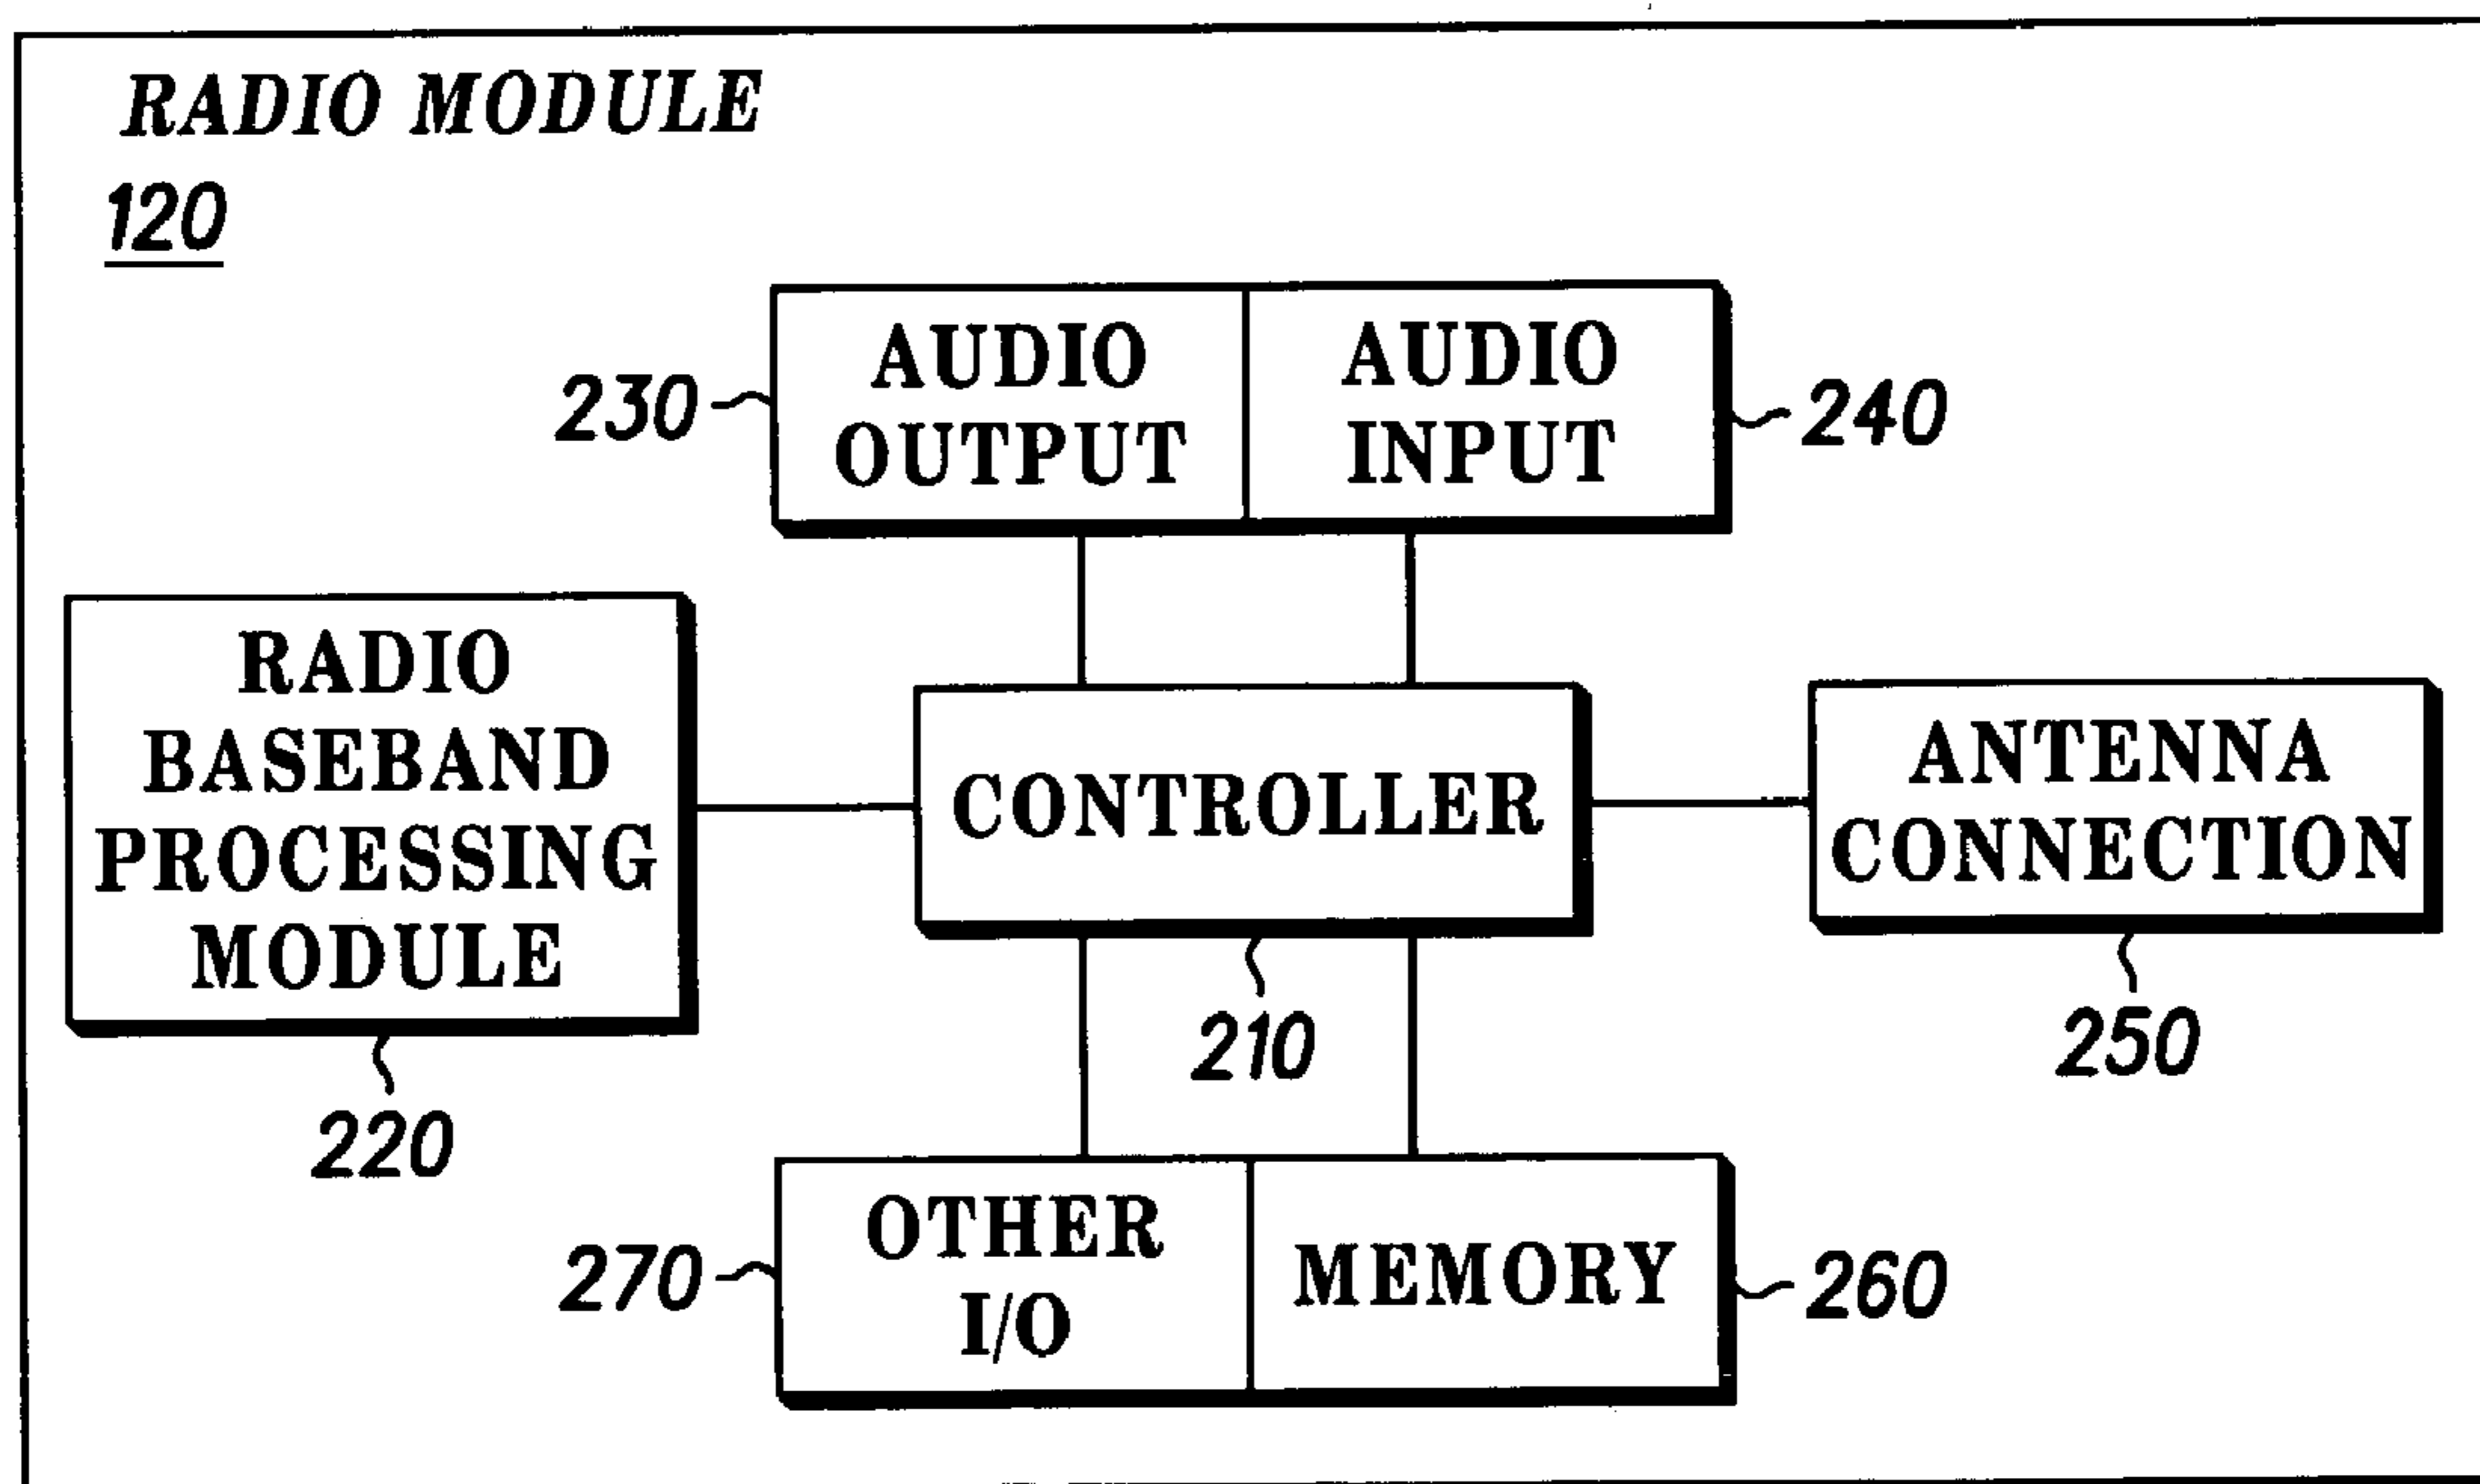 RADIO MODULE
120
AUDIO
OUTPUT
AUDIO
INPUT
230
240
RADIO
BASEBAND
PROCESSING
MODULE
CONTROLLER
ANTENNA
CONNECTION
210
250
220
OTHER
I/O
MEMORY
270
260